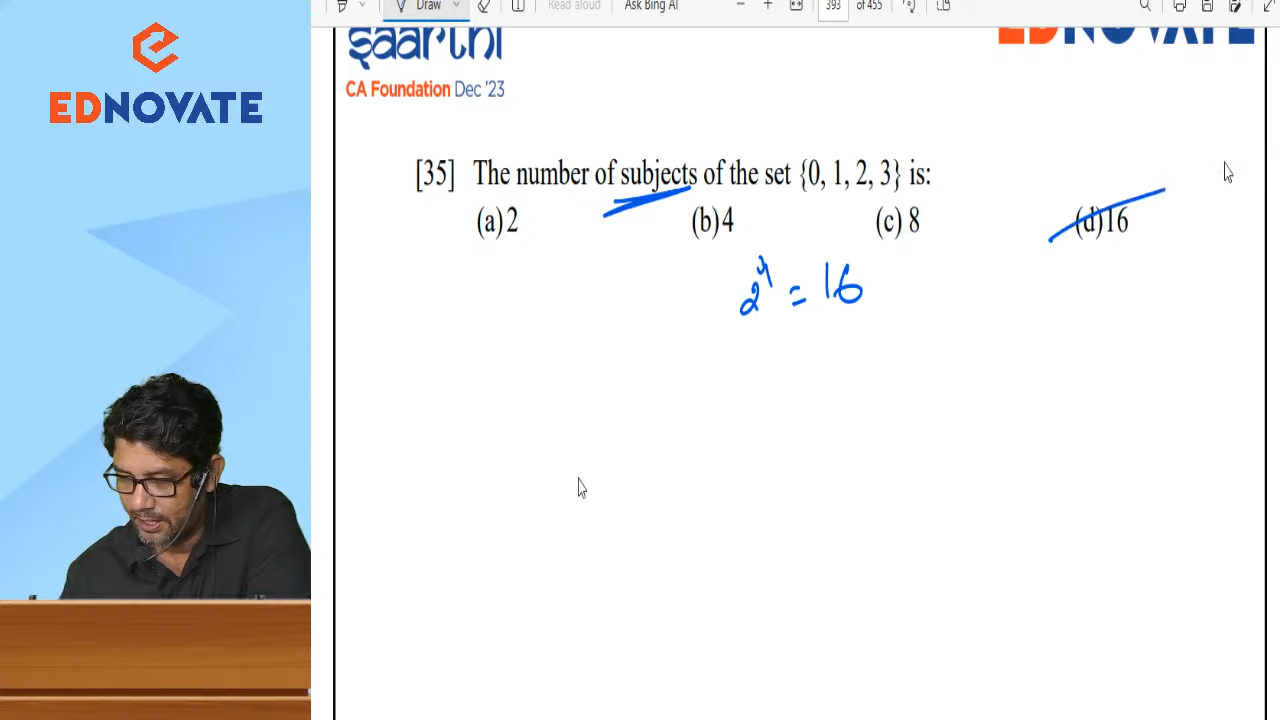 Draw
Read aloud
Ask Bing AI
393 of 455
EDNOVATE
saarthi
EDNOVATE
CA Foundation Dec '23
[35] The number of subjects of the set {0, 1, 2, 3} is:
(a) 2 (b) 4 (c) 8 (d) 16
2⁴ = 16